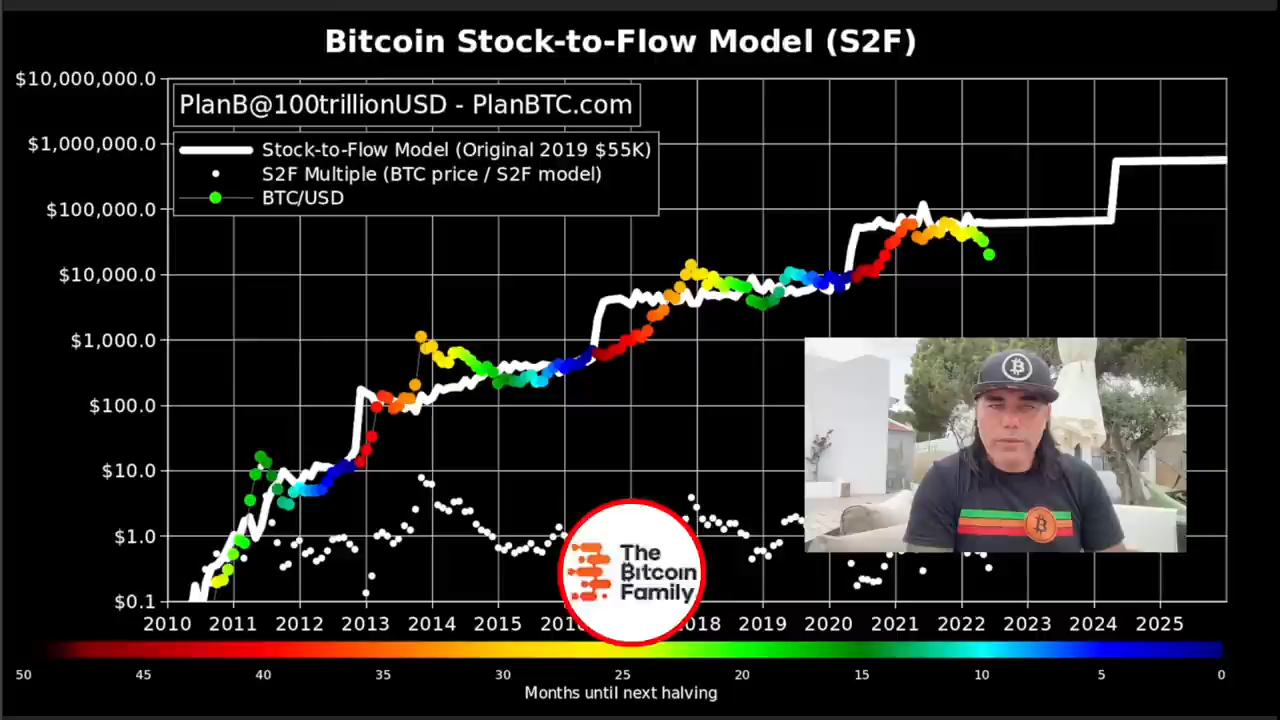 Bitcoin Stock-to-Flow Model (S2F)
$10,000,000.0
PlanB@100trillionUSD - PlanBTC.com
$1,000,000.0
Stock-to-Flow Model (Original 2019 $55K)
S2F Multiple (BTC price / S2F model)
BTC/USD
$100,000.0
$10,000.0
$1,000.0
$100.0
$10.0
$1.0
$0.1
The
Bitcoin
Family
2010 2011 2012 2013 2014 2015 2018 2019 2020 2021 2022 2023 2024 2025
50 45 40 35 30 25 20 15 10 5 0
Months until next halving